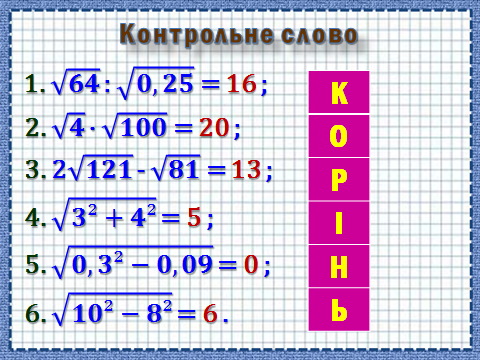 Контрольне слово
1. √64 : √0,25 = 16 ;
К
2. √4 · √100 = 20 ;
О
3. 2√121 - √81 = 13 ;
Р
4. √3² + 4² = 5 ;
І
5. √0,3² − 0,09 = 0 ;
Н
6. √10² − 8² = 6 .
Ь